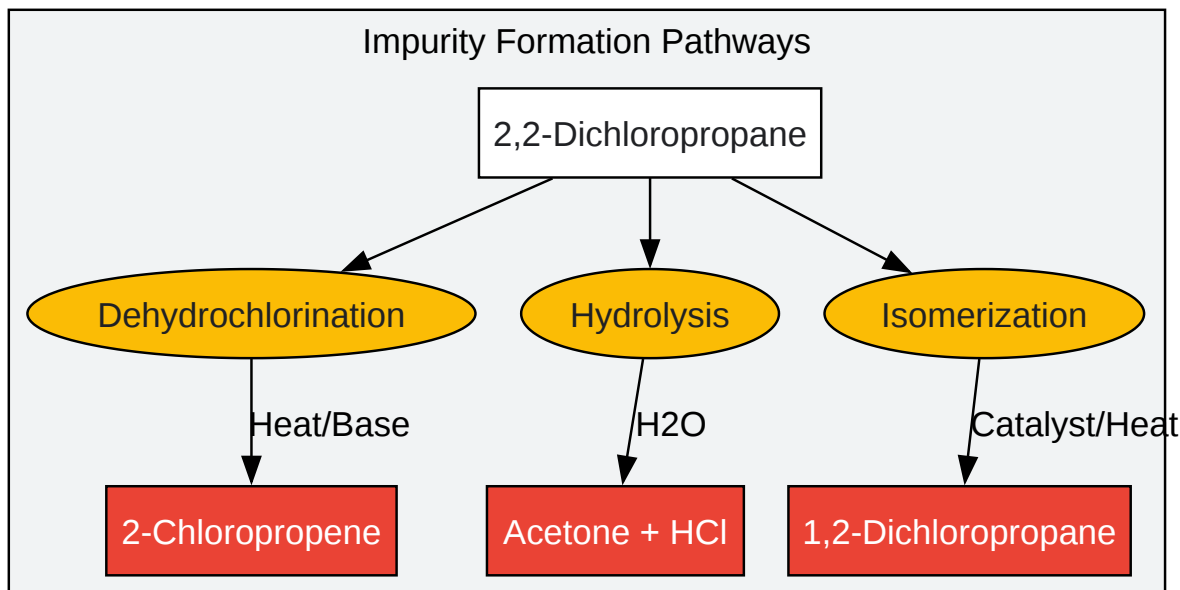 Impurity Formation Pathways
2,2-Dichloropropane
Dehydrochlorination
Hydrolysis
Isomerization
Heat/Base
H2O
Catalyst/Heat
2-Chloropropene
Acetone + HCl
1,2-Dichloropropane